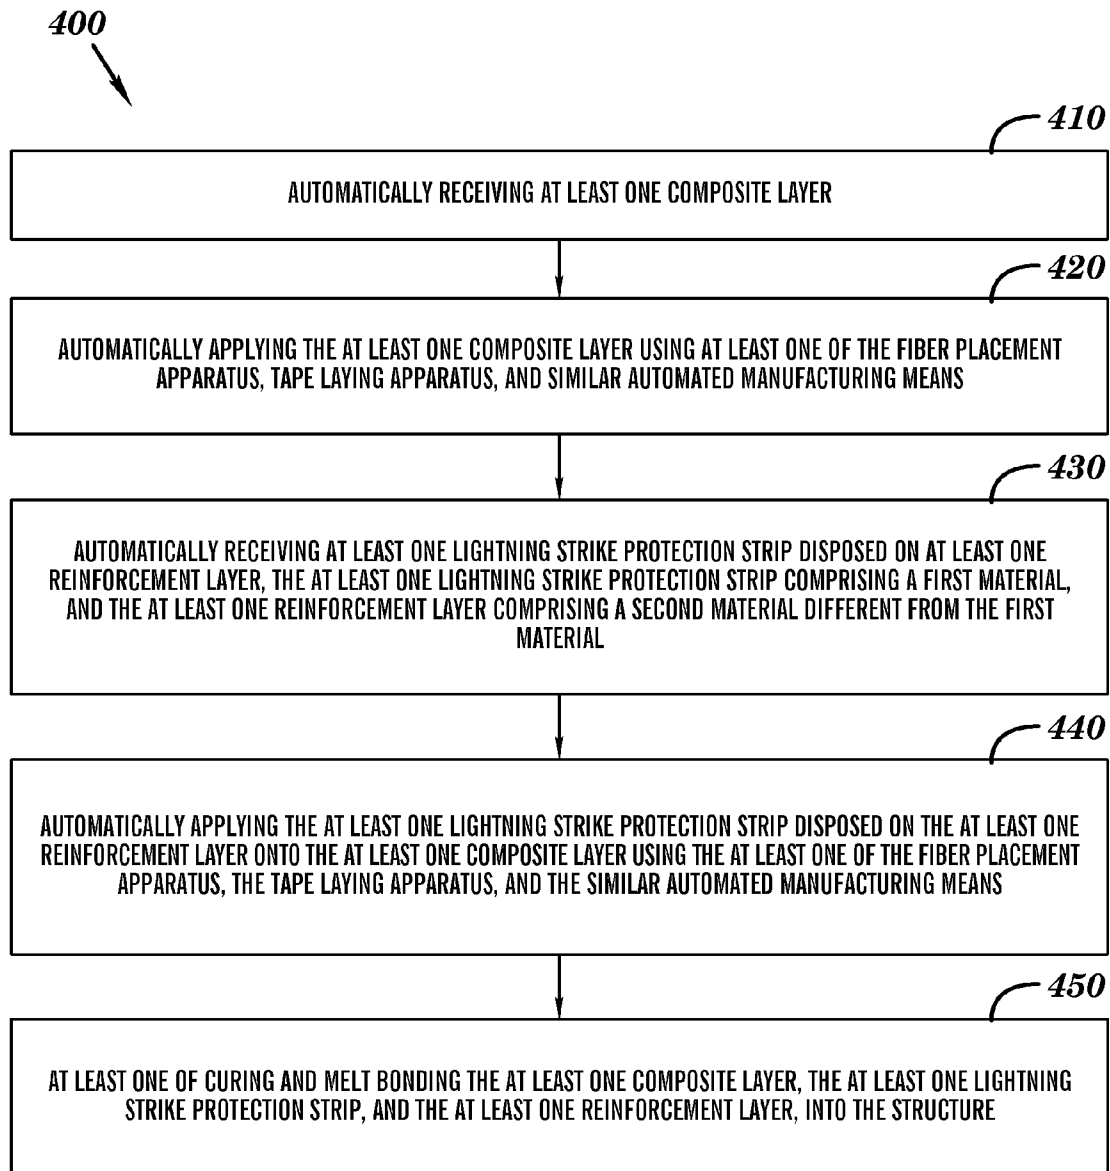 400
410
AUTOMATICALLY RECEIVING AT LEAST ONE COMPOSITE LAYER
420
AUTOMATICALLY APPLYING THE AT LEAST ONE COMPOSITE LAYER USING AT LEAST ONE OF THE FIBER PLACEMENT
APPARATUS, TAPE LAYING APPARATUS, AND SIMILAR AUTOMATED MANUFACTURING MEANS
430
AUTOMATICALLY RECEIVING AT LEAST ONE LIGHTNING STRIKE PROTECTION STRIP DISPOSED ON AT LEAST ONE
REINFORCEMENT LAYER, THE AT LEAST ONE LIGHTNING STRIKE PROTECTION STRIP COMPRISING A FIRST MATERIAL,
AND THE AT LEAST ONE REINFORCEMENT LAYER COMPRISING A SECOND MATERIAL DIFFERENT FROM THE FIRST
MATERIAL
440
AUTOMATICALLY APPLYING THE AT LEAST ONE LIGHTNING STRIKE PROTECTION STRIP DISPOSED ON THE AT LEAST ONE
REINFORCEMENT LAYER ONTO THE AT LEAST ONE COMPOSITE LAYER USING THE AT LEAST ONE OF THE FIBER PLACEMENT
APPARATUS, THE TAPE LAYING APPARATUS, AND THE SIMILAR AUTOMATED MANUFACTURING MEANS
450
AT LEAST ONE OF CURING AND MELT BONDING THE AT LEAST ONE COMPOSITE LAYER, THE AT LEAST ONE LIGHTNING
STRIKE PROTECTION STRIP, AND THE AT LEAST ONE REINFORCEMENT LAYER, INTO THE STRUCTURE